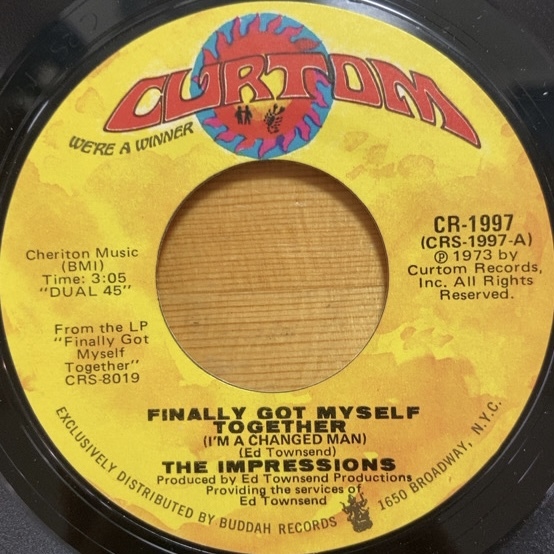 CURTOM
WE'RE A WINNER
CR-1997
(CRS-1997-A)
Ⓟ 1973 by
Curtom Records,
Inc. All Rights
Reserved.
Cheriton Music
(BMI)
Time: 3:05
"DUAL 45"
From the LP
"Finally Got
Myself
Together"
CRS-8019
FINALLY GOT MYSELF
TOGETHER
(I'M A CHANGED MAN)
(Ed Townsend)
THE IMPRESSIONS
Produced by Ed Townsend Productions
Providing the services of
Ed Townsend
EXCLUSIVELY DISTRIBUTED BY BUDDAH RECORDS 1650 BROADWAY, N.Y.C.